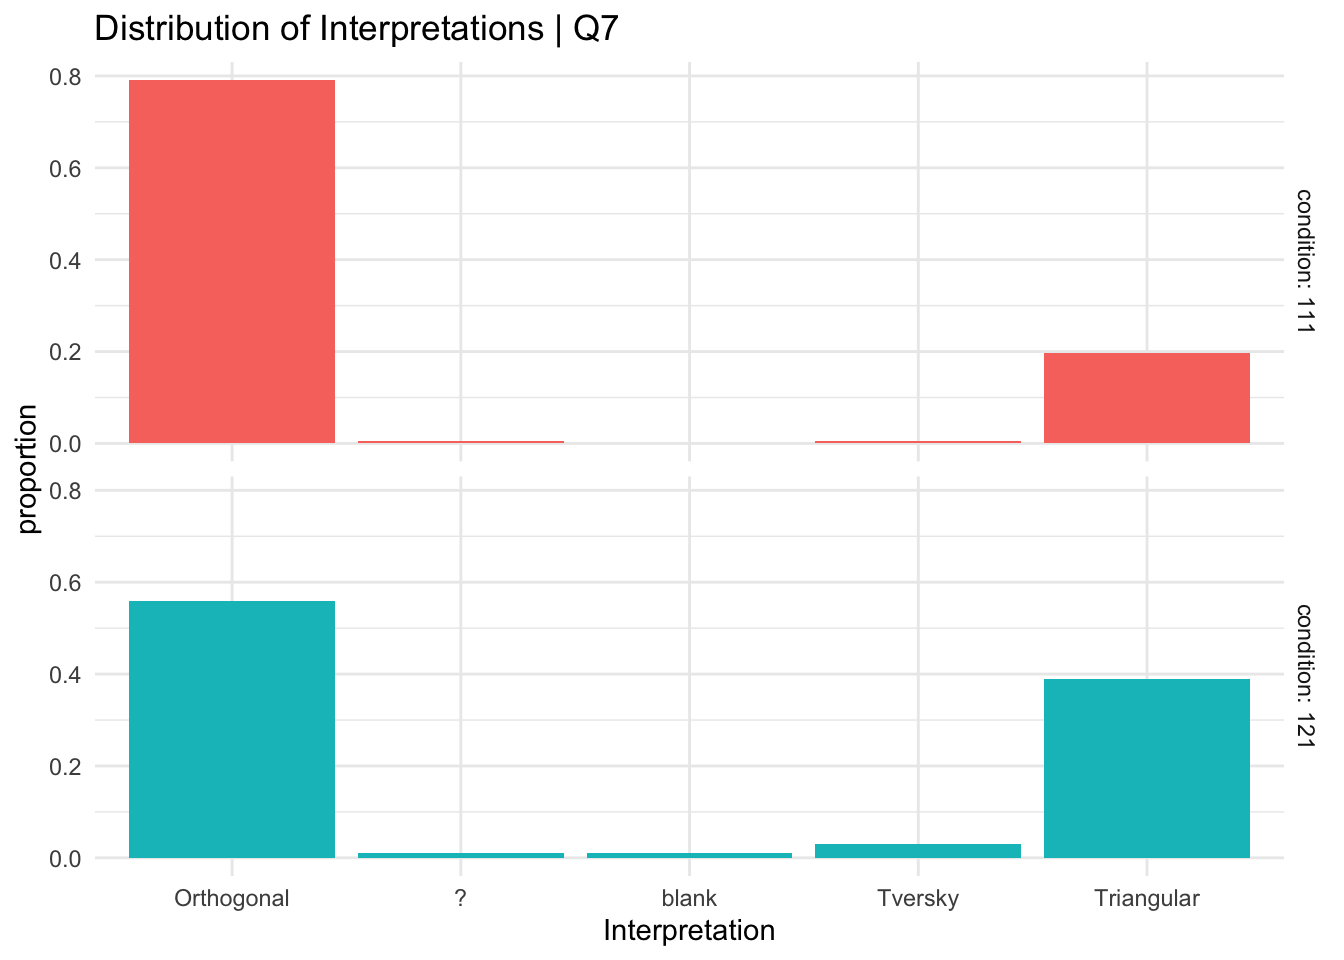 Distribution of Interpretations | Q7
proportion
0.8
0.6
0.4
0.2
0.0
condition: 111
0.8
0.6
0.4
0.2
0.0
condition: 121
Orthogonal ? blank Tversky Triangular
Interpretation